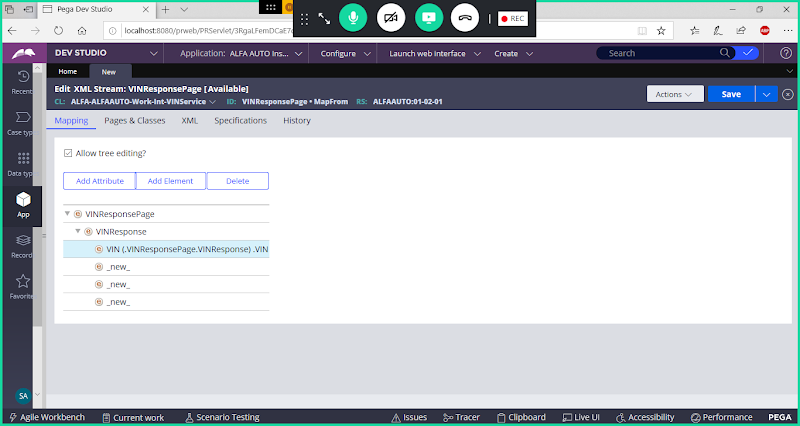 Pega Dev Studio
localhost:8080/prweb/PRServlet/3RgaLFemDCaE7
REC
ABP
DEV STUDIO
Application: ALFA AUTO Ins...
Configure
Launch web interface
Create
Search
Home
New
Recent
Edit XML Stream: VINResponsePage [Available]
CL: ALFA-ALFAAUTO-Work-Int-VINService
ID: VINResponsePage • MapFrom
RS: ALFAAUTO:01-02-01
Actions
Save
Mapping
Pages & Classes
XML
Specifications
History
Case typ
Data typ
App
Record
Favorite
Allow tree editing?
Add Attribute
Add Element
Delete
VINResponsePage
VINResponse
VIN (.VINResponsePage.VINResponse) .VIN
_new_
_new_
_new_
SA
Agile Workbench
Current work
Scenario Testing
Issues
Tracer
Clipboard
Live UI
Accessibility
Performance
PEGA